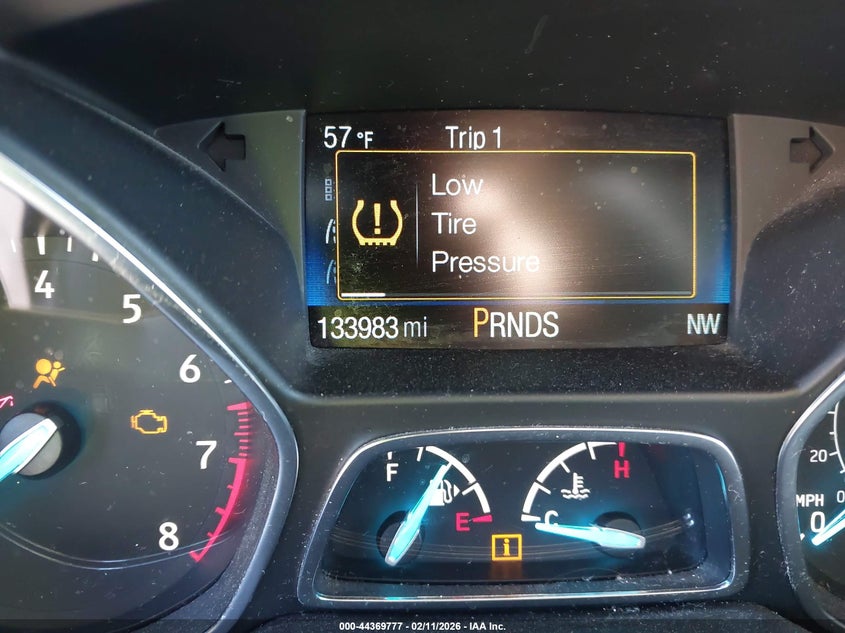 57 °F Trip 1
Low
Tire
Pressure
133983 mi PRNDS NW
4
5
6
7
8
F
E
H
C
i
20
MPH
0
0
000-44369777 - 02/11/2026 - IAA Inc.